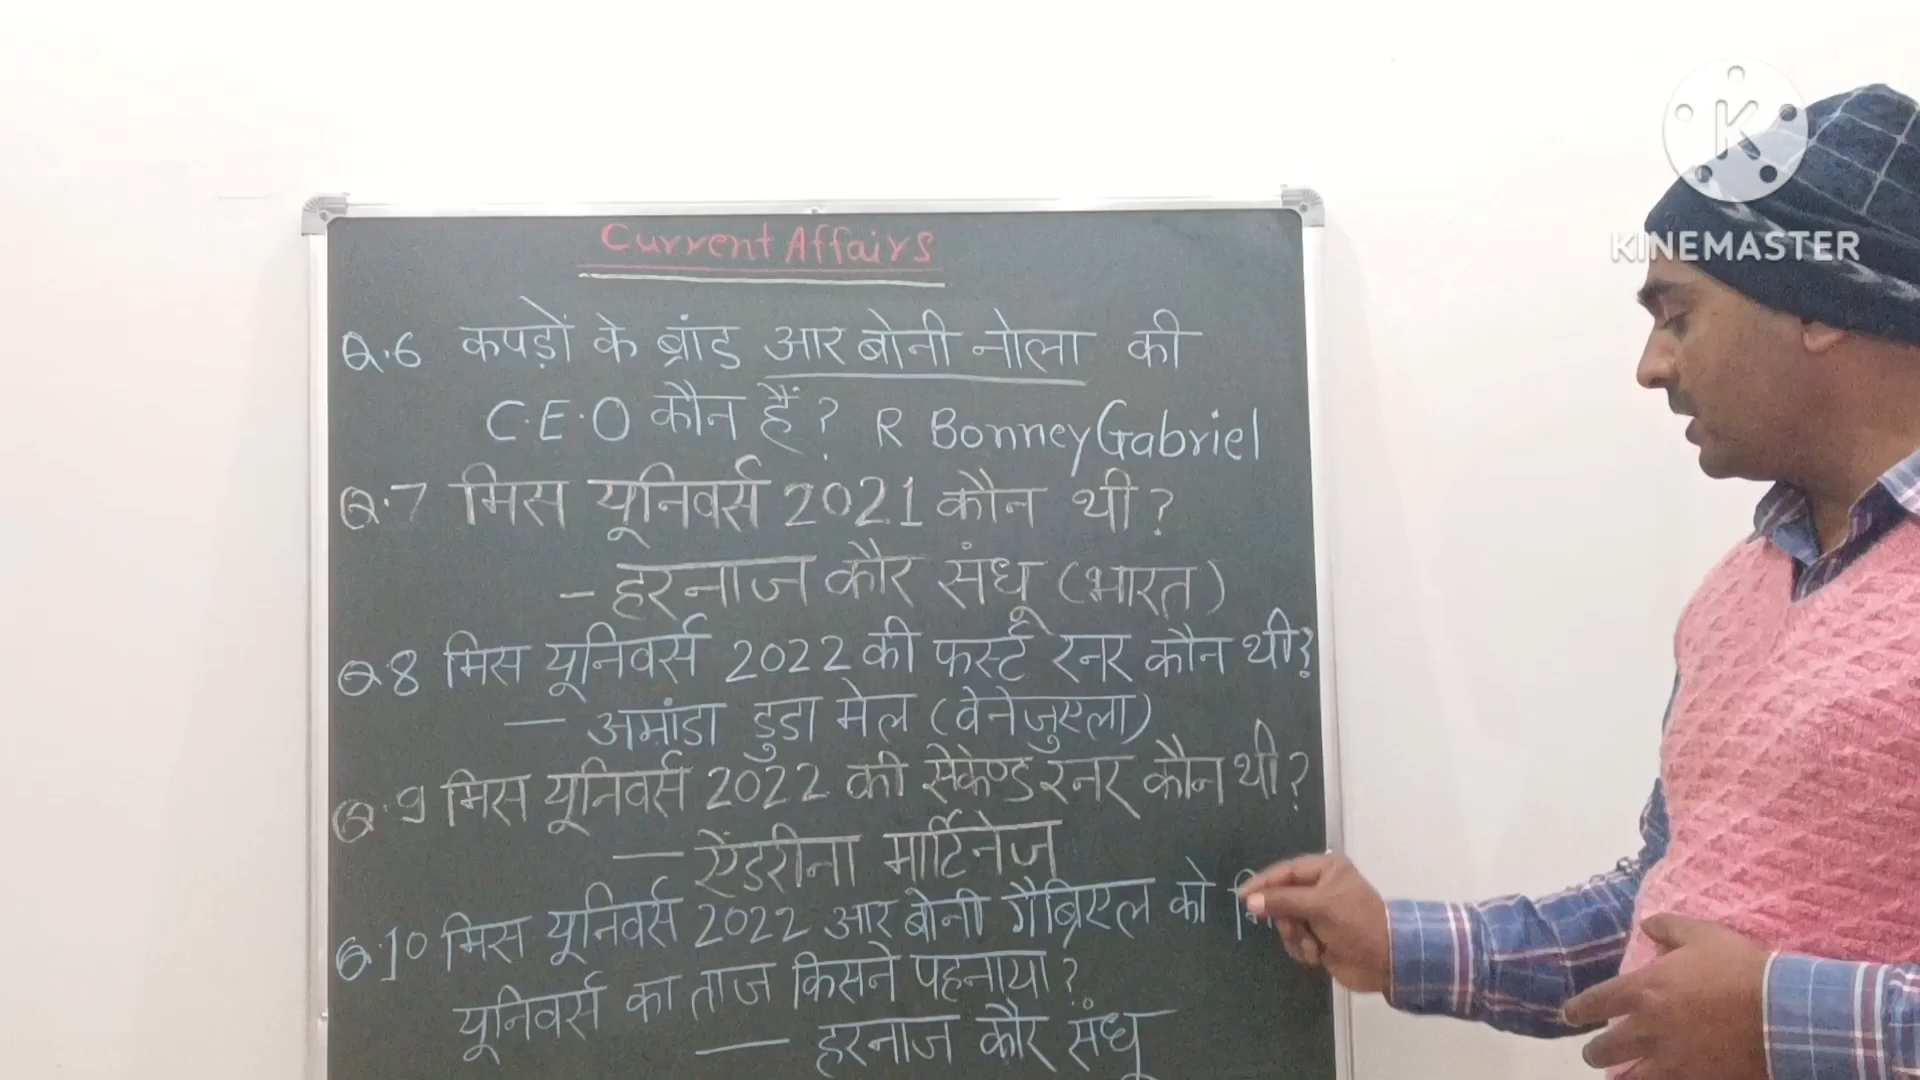 Current Affairs
Q.6 कपड़ों के ब्रांड आर बोनी नोला की
C.E.O कौन हैं? R Bonney Gabriel
Q.7 मिस यूनिवर्स 2021 कौन थी?
- हरनाज कौर संधू (भारत)
Q.8 मिस यूनिवर्स 2022 की फर्स्ट रनर कौन थी?
— अमांडा डुडामेल (वेनेजुएला)
Q.9 मिस यूनिवर्स 2022 की सेकेण्ड रनर कौन थी?
— ऐंडरीना मार्टिनेज
Q.10 मिस यूनिवर्स 2022 आर बोनी गैब्रिएल को
यूनिवर्स का ताज किसने पहनाया?
— हरनाज कौर संधू
K
KINEMASTER